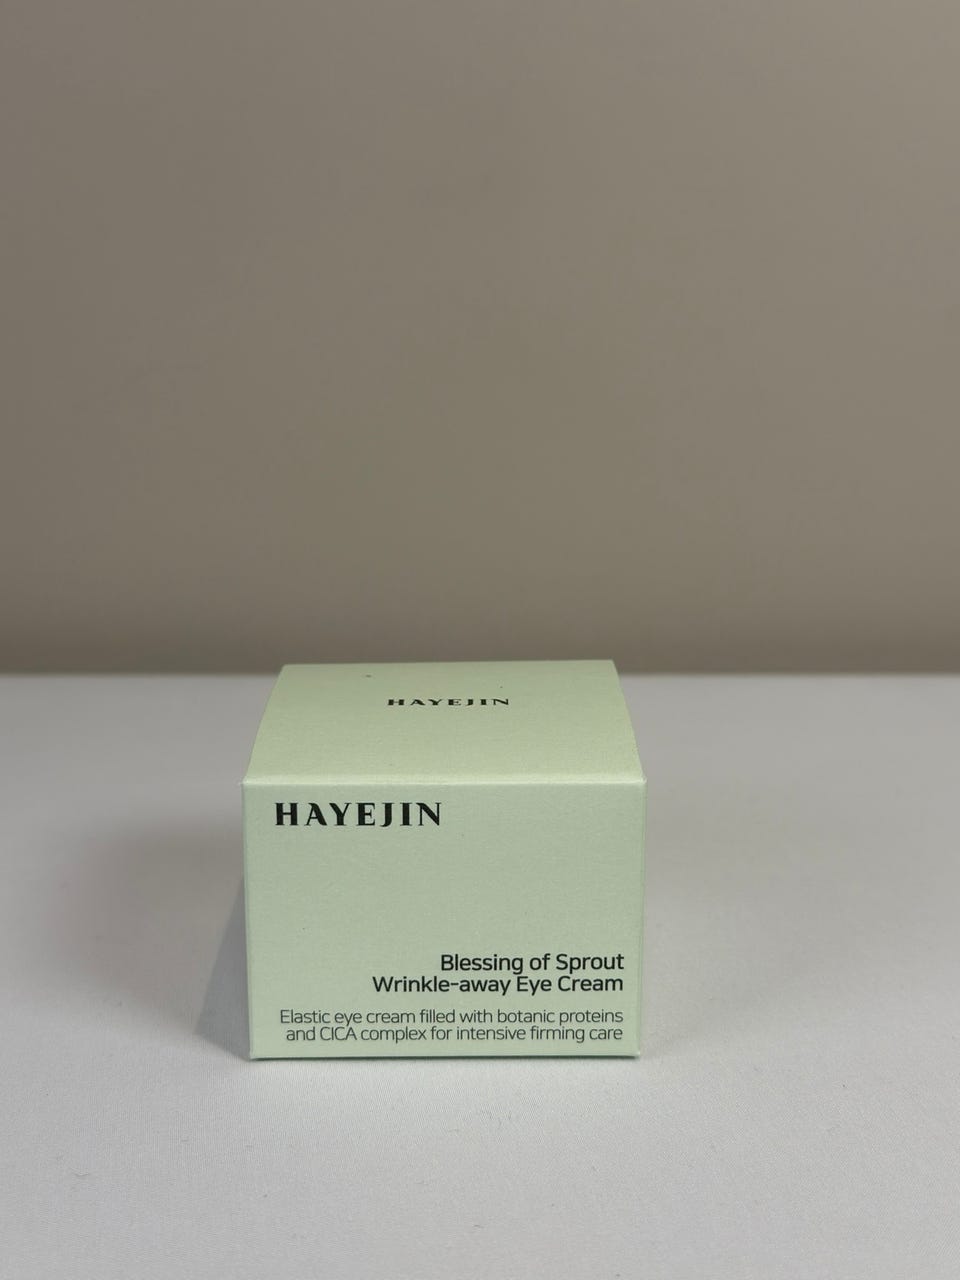 HAYEJIN
HAYEJIN
Blessing of Sprout
Wrinkle-away Eye Cream
Elastic eye cream filled with botanic proteins
and CICA complex for intensive firming care